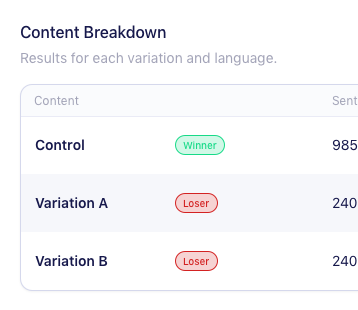 Content Breakdown
Results for each variation and language.
Content Sent
Control Winner 985
Variation A Loser 240
Variation B Loser 240